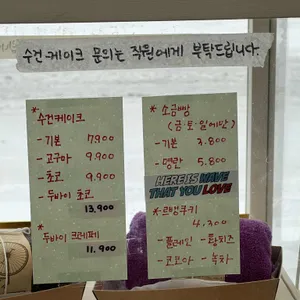 수건케이크 문의는 직원에게 부탁드립니다.
* 수건케이크
- 기본 7.900
- 고구마 9.900
- 초코 9.900
- 두바이 초코
13,900
* 두바이 크레페
11.900
* 소금빵
(금·토·일에만)
- 기본 3.800
- 명란 5.800
HERE IS WAVE
THAT YOU LOVE
* 르뱅쿠키
4,300
- 플레인 - 황치즈
- 코코아 - 녹차